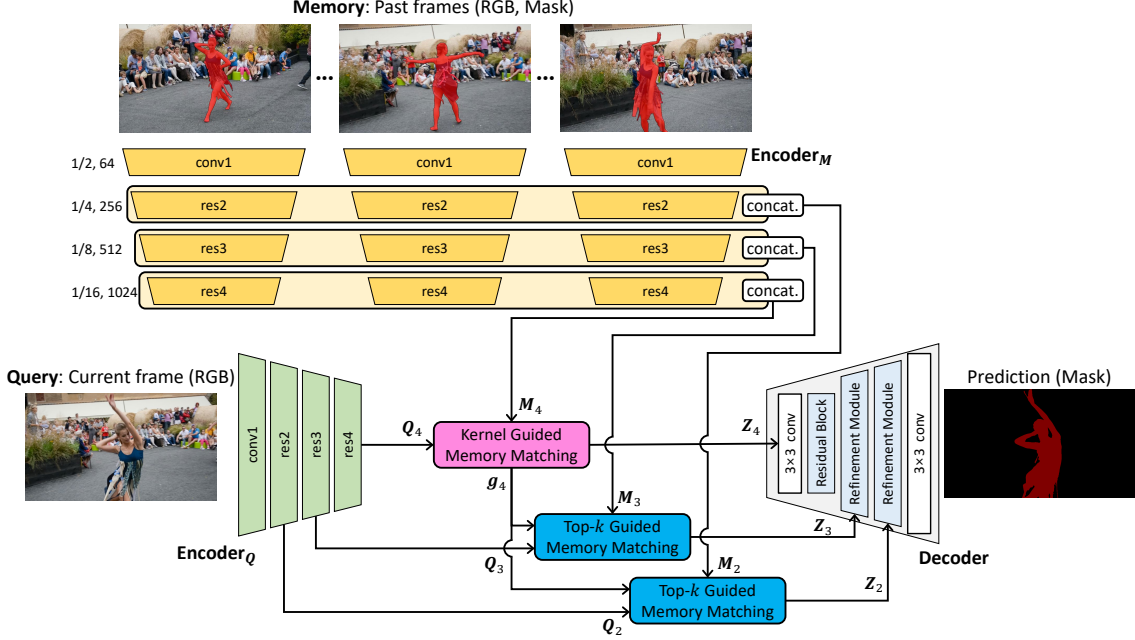 Memory: Past frames (RGB, Mask)
... ...
1/2, 64 conv1 conv1 conv1 Encoder_M
1/4, 256 res2 res2 res2 concat.
1/8, 512 res3 res3 res3 concat.
1/16, 1024 res4 res4 res4 concat.
Query: Current frame (RGB)
conv1
res2
res3
res4
Encoder_Q
Q_4
M_4
Kernel Guided
Memory Matching
g_4
M_3
Q_3
Top-k Guided
Memory Matching
M_2
Q_2
Top-k Guided
Memory Matching
Z_4
Z_3
Z_2
3×3 conv
Residual Block
Refinement Module
Refinement Module
3×3 conv
Decoder
Prediction (Mask)